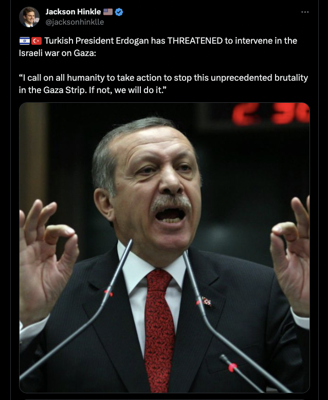 Jackson Hinkle 🇺🇸
@jacksonhinklle
🇮🇱🇹🇷 Turkish President Erdogan has THREATENED to intervene in the
Israeli war on Gaza:
“I call on all humanity to take action to stop this unprecedented brutality
in the Gaza Strip. If not, we will do it.”